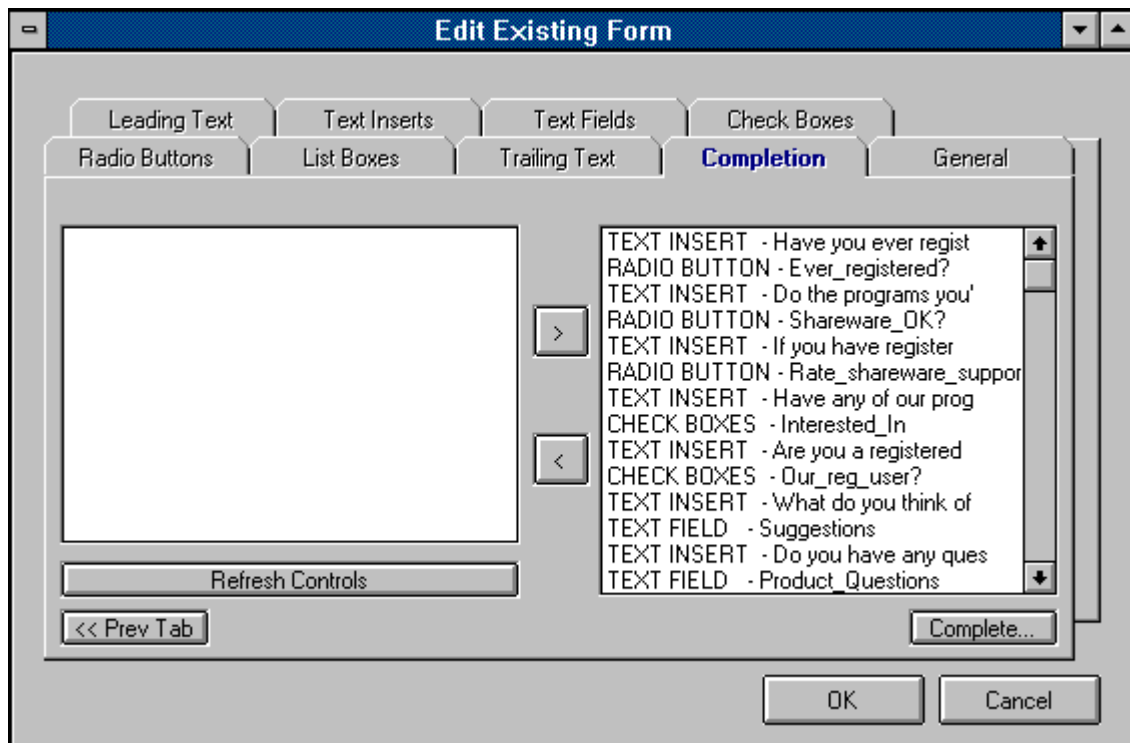 Edit Existing Form
Leading Text
Text Inserts
Text Fields
Check Boxes
Radio Buttons
List Boxes
Trailing Text
Completion
General
TEXT INSERT - Have you ever regist
RADIO BUTTON - Ever_registered?
TEXT INSERT - Do the programs you'
RADIO BUTTON - Shareware_OK?
TEXT INSERT - If you have register
RADIO BUTTON - Rate_shareware_suppor
TEXT INSERT - Have any of our prog
CHECK BOXES - Interested_In
TEXT INSERT - Are you a registered
CHECK BOXES - Our_reg_user?
TEXT INSERT - What do you think of
TEXT FIELD - Suggestions
TEXT INSERT - Do you have any ques
TEXT FIELD - Product_Questions
>
<
Refresh Controls
<< Prev Tab
Complete...
OK
Cancel